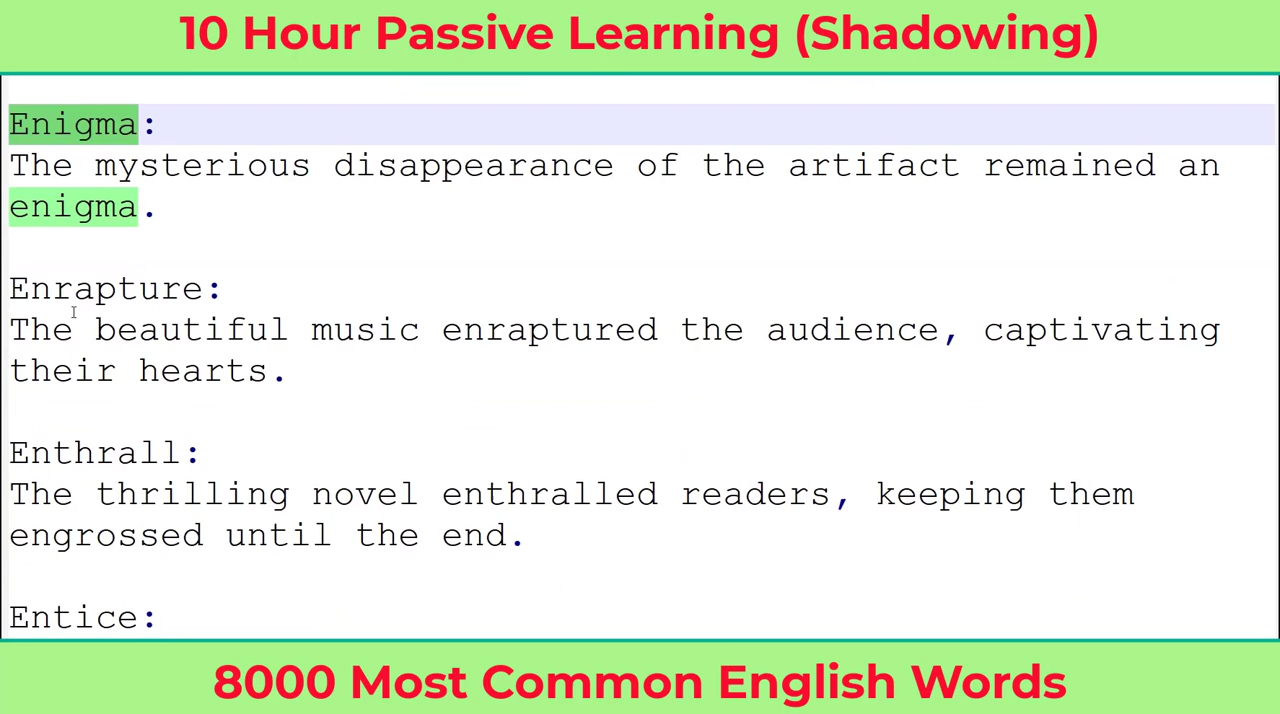 10 Hour Passive Learning (Shadowing)
Enigma:
The mysterious disappearance of the artifact remained an
enigma.
Enrapture:
The beautiful music enraptured the audience, captivating
their hearts.
Enthrall:
The thrilling novel enthralled readers, keeping them
engrossed until the end.
Entice:
8000 Most Common English Words